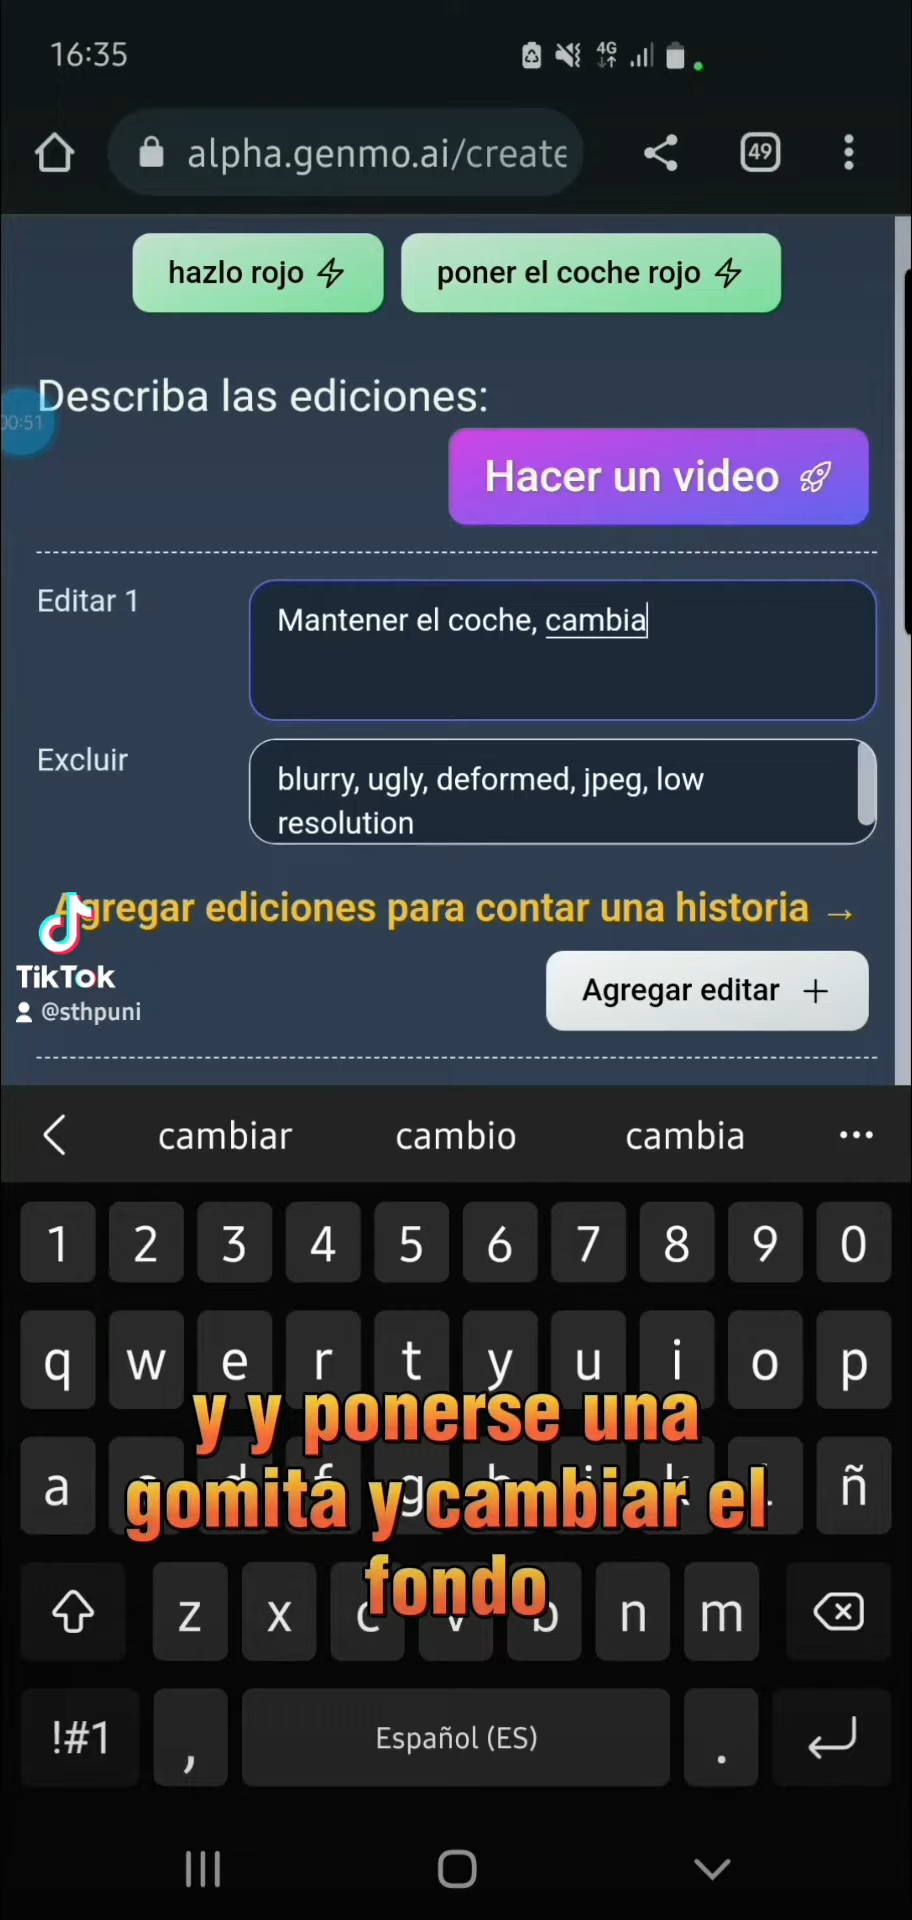 16:35
4G
alpha.genmo.ai/create
49
hazlo rojo
poner el coche rojo
Describa las ediciones:
00:51
Hacer un video
Editar 1
Mantener el coche, cambia
Excluir
blurry, ugly, deformed, jpeg, low
resolution
Agregar ediciones para contar una historia →
TikTok
@sthpuni
Agregar editar +
cambiar cambio cambia
1 2 3 4 5 6 7 8 9 0
q w e r t y u i o p
y y ponerse una
a d f g h j k ñ
gomita y cambiar el
fondo
z x c v b n m
!#1 , Español (ES) .